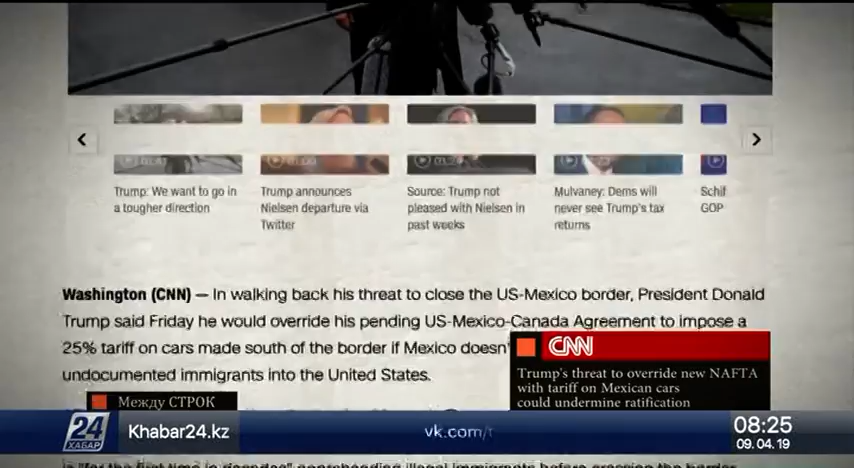 Trump: We want to go in
a tougher direction
Trump announces
Nielsen departure via
Twitter
Source: Trump not
pleased with Nielsen in
past weeks
Mulvaney: Dems will
never see Trump's tax
returns
Schif
GOP
Washington (CNN) — In walking back his threat to close the US-Mexico border, President Donald
Trump said Friday he would override his pending US-Mexico-Canada Agreement to impose a
25% tariff on cars made south of the border if Mexico doesn'
undocumented immigrants into the United States.
CNN
Trump's threat to override new NAFTA
with tariff on Mexican cars
could undermine ratification
Между СТРОК
24
ХАБАР
Khabar24.kz
vk.com/
08:25
09.04.19